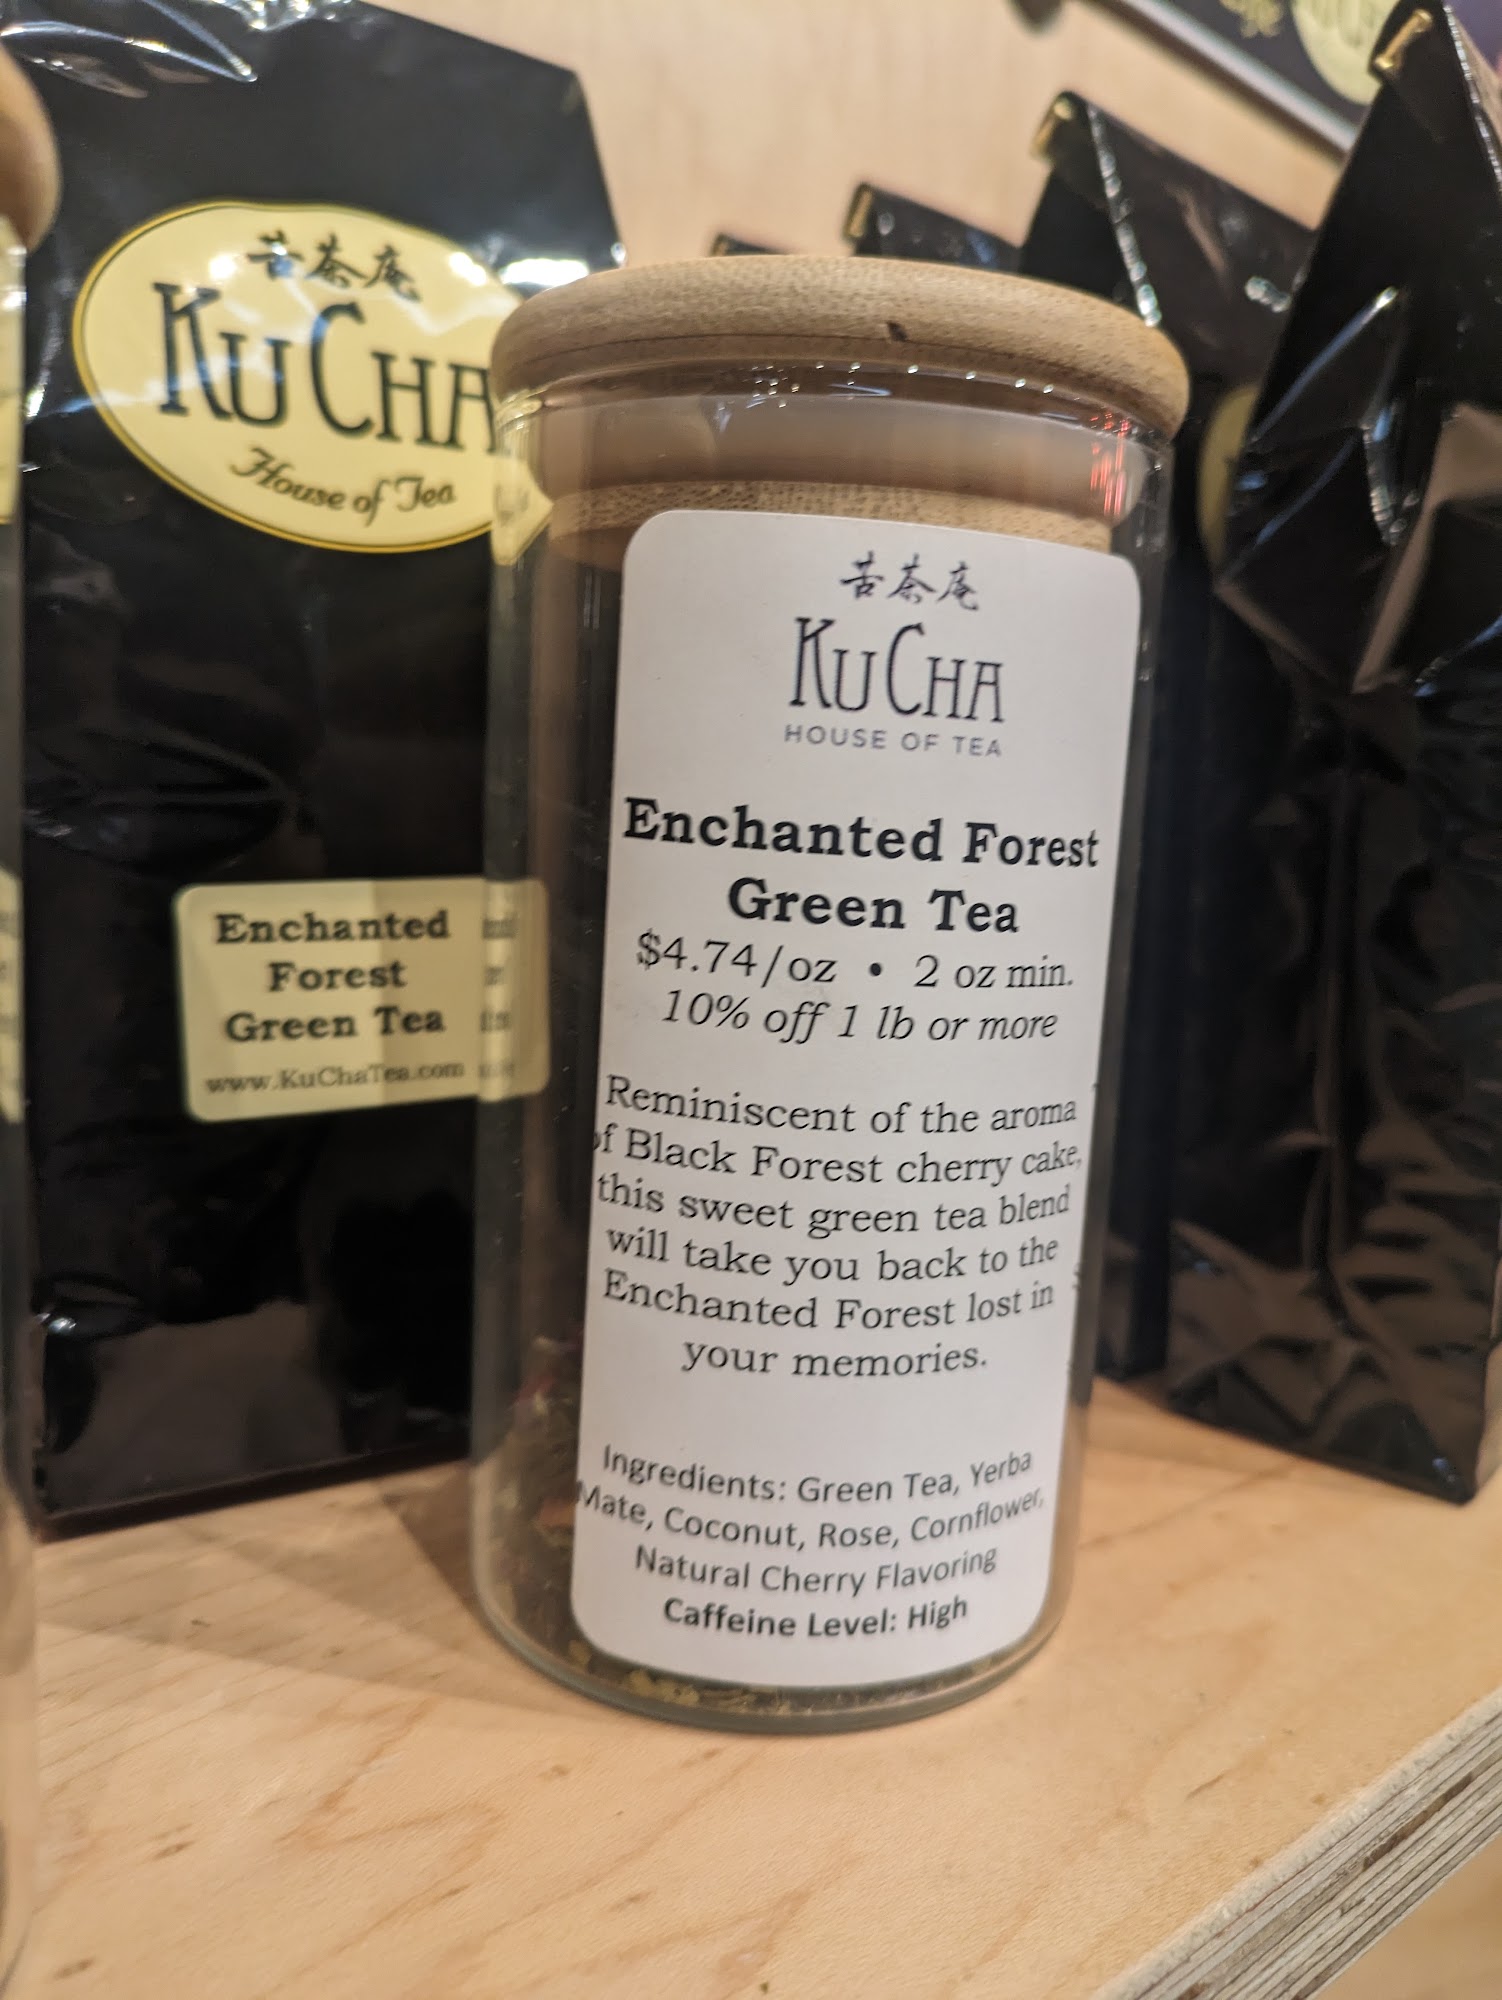 苦茶庵
KUCHA
House of Tea
Enchanted
Forest
Green Tea
www.KuChaTea.com
苦茶庵
KUCHA
HOUSE OF TEA
Enchanted Forest
Green Tea
$4.74/oz • 2 oz min.
10% off 1 lb or more
Reminiscent of the aroma
of Black Forest cherry cake,
this sweet green tea blend
will take you back to the
Enchanted Forest lost in
your memories.
Ingredients: Green Tea, Yerba
Mate, Coconut, Rose, Cornflower,
Natural Cherry Flavoring
Caffeine Level: High